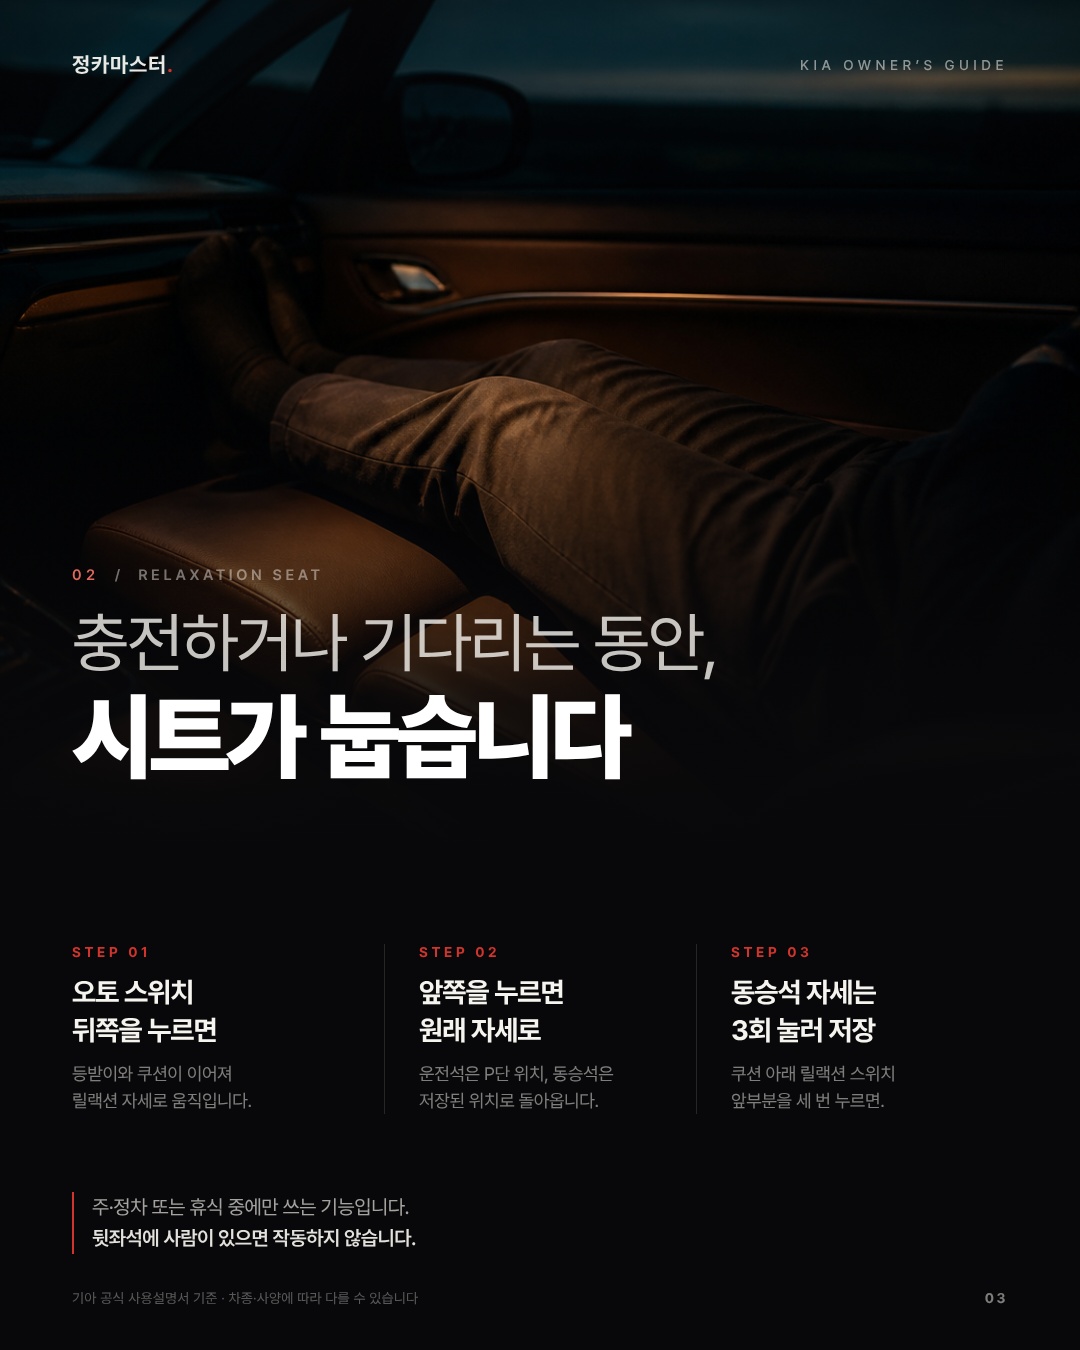 정카마스터.
KIA OWNER'S GUIDE
02 / RELAXATION SEAT
충전하거나 기다리는 동안,
시트가 눕습니다
STEP 01
오토 스위치
뒤쪽을 누르면
등받이와 쿠션이 이어져
릴랙션 자세로 움직입니다.
STEP 02
앞쪽을 누르면
원래 자세로
운전석은 P단 위치, 동승석은
저장된 위치로 돌아옵니다.
STEP 03
동승석 자세는
3회 눌러 저장
쿠션 아래 릴랙션 스위치
앞부분을 세 번 누르면.
주·정차 또는 휴식 중에만 쓰는 기능입니다.
뒷좌석에 사람이 있으면 작동하지 않습니다.
기아 공식 사용설명서 기준 · 차종·사양에 따라 다를 수 있습니다
03